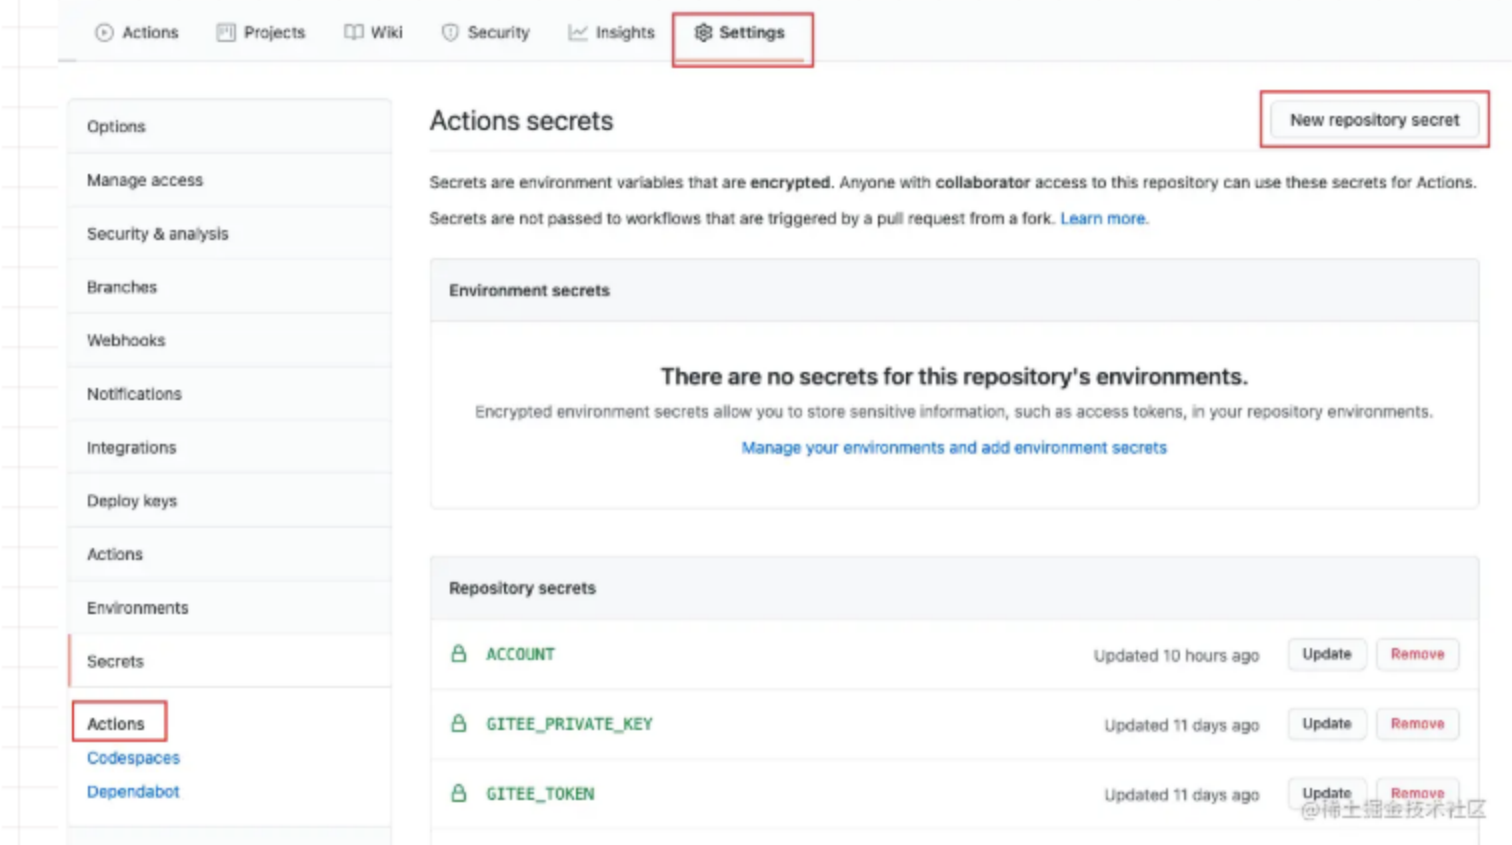 Actions Projects Wiki Security Insights Settings
Options
Manage access
Security & analysis
Branches
Webhooks
Notifications
Integrations
Deploy keys
Actions
Environments
Secrets
Actions
Codespaces
Dependabot
Actions secrets
New repository secret
Secrets are environment variables that are encrypted. Anyone with collaborator access to this repository can use these secrets for Actions.
Secrets are not passed to workflows that are triggered by a pull request from a fork. Learn more.
Environment secrets
There are no secrets for this repository's environments.
Encrypted environment secrets allow you to store sensitive information, such as access tokens, in your repository environments.
Manage your environments and add environment secrets
Repository secrets
ACCOUNT Updated 10 hours ago Update Remove
GITEE_PRIVATE_KEY Updated 11 days ago Update Remove
GITEE_TOKEN Updated 11 days ago Update Remove
@稀土掘金技术社区